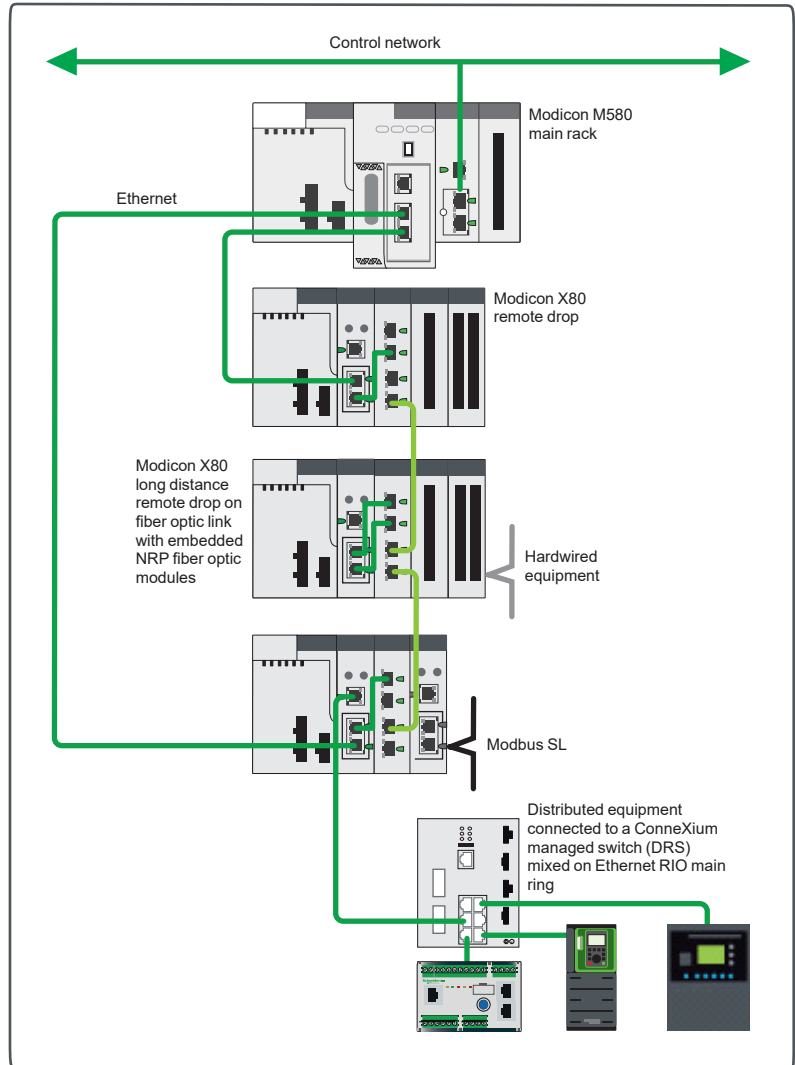 Control network
Modicon M580
main rack
Ethernet
Modicon X80
remote drop
Modicon X80
long distance
remote drop on
fiber optic link
with embedded
NRP fiber optic
modules
Hardwired
equipment
Modbus SL
Distributed equipment
connected to a ConneXium
managed switch (DRS)
mixed on Ethernet RIO main
ring